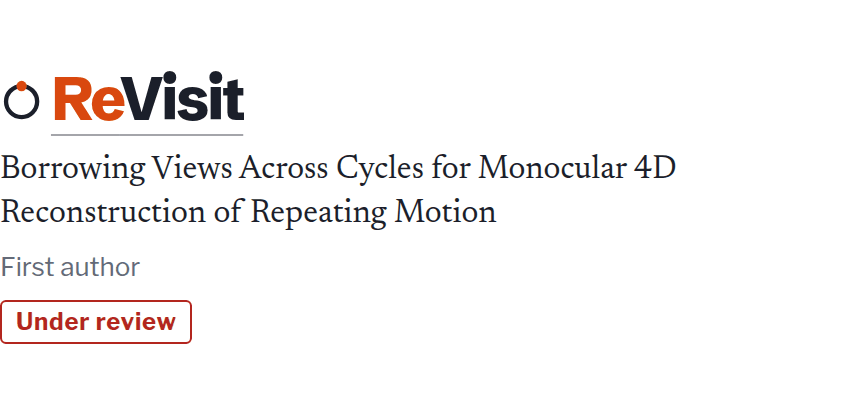 ReVisit
Borrowing Views Across Cycles for Monocular 4D
Reconstruction of Repeating Motion
First author
Under review